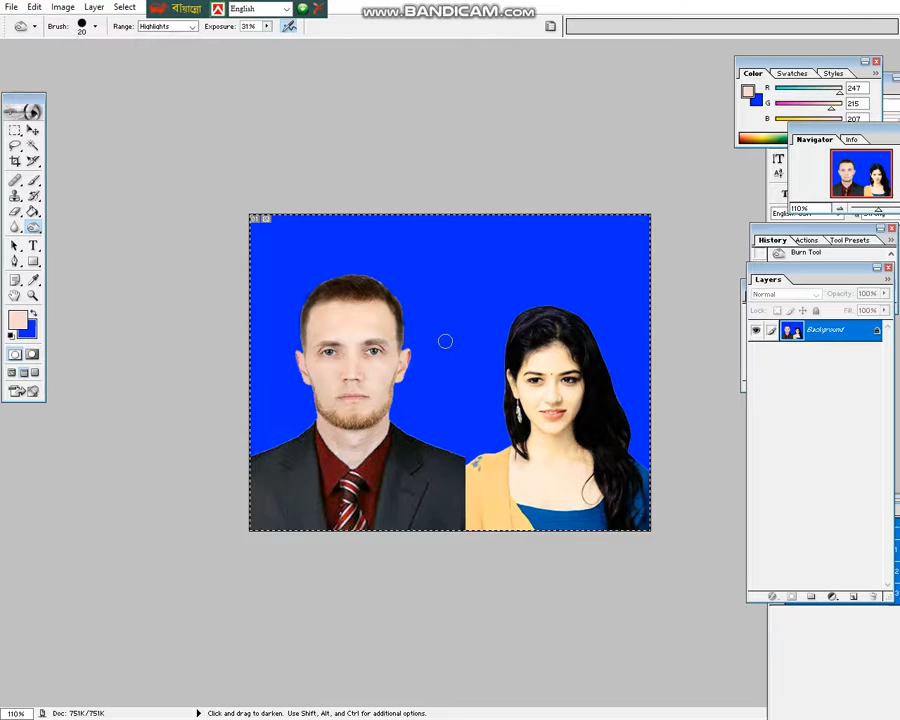 File Edit Image Layer Select
বায়ান্নো English
www.BANDICAM.com
Brush: 20 Range: Highlights Exposure: 31%
Color Swatches Styles
R 247
G 215
B 207
Navigator Info
110%
History Actions Tool Presets
Burn Tool
Layers
Normal Opacity: 100%
Lock: Fill: 100%
Background
110% Doc: 751K/751K Click and drag to darken. Use Shift, Alt, and Ctrl for additional options.